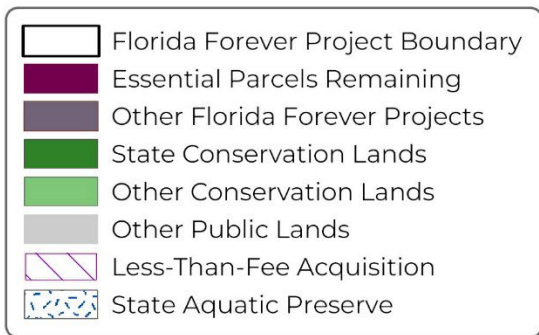 Florida Forever Project Boundary
Essential Parcels Remaining
Other Florida Forever Projects
State Conservation Lands
Other Conservation Lands
Other Public Lands
Less-Than-Fee Acquisition
State Aquatic Preserve